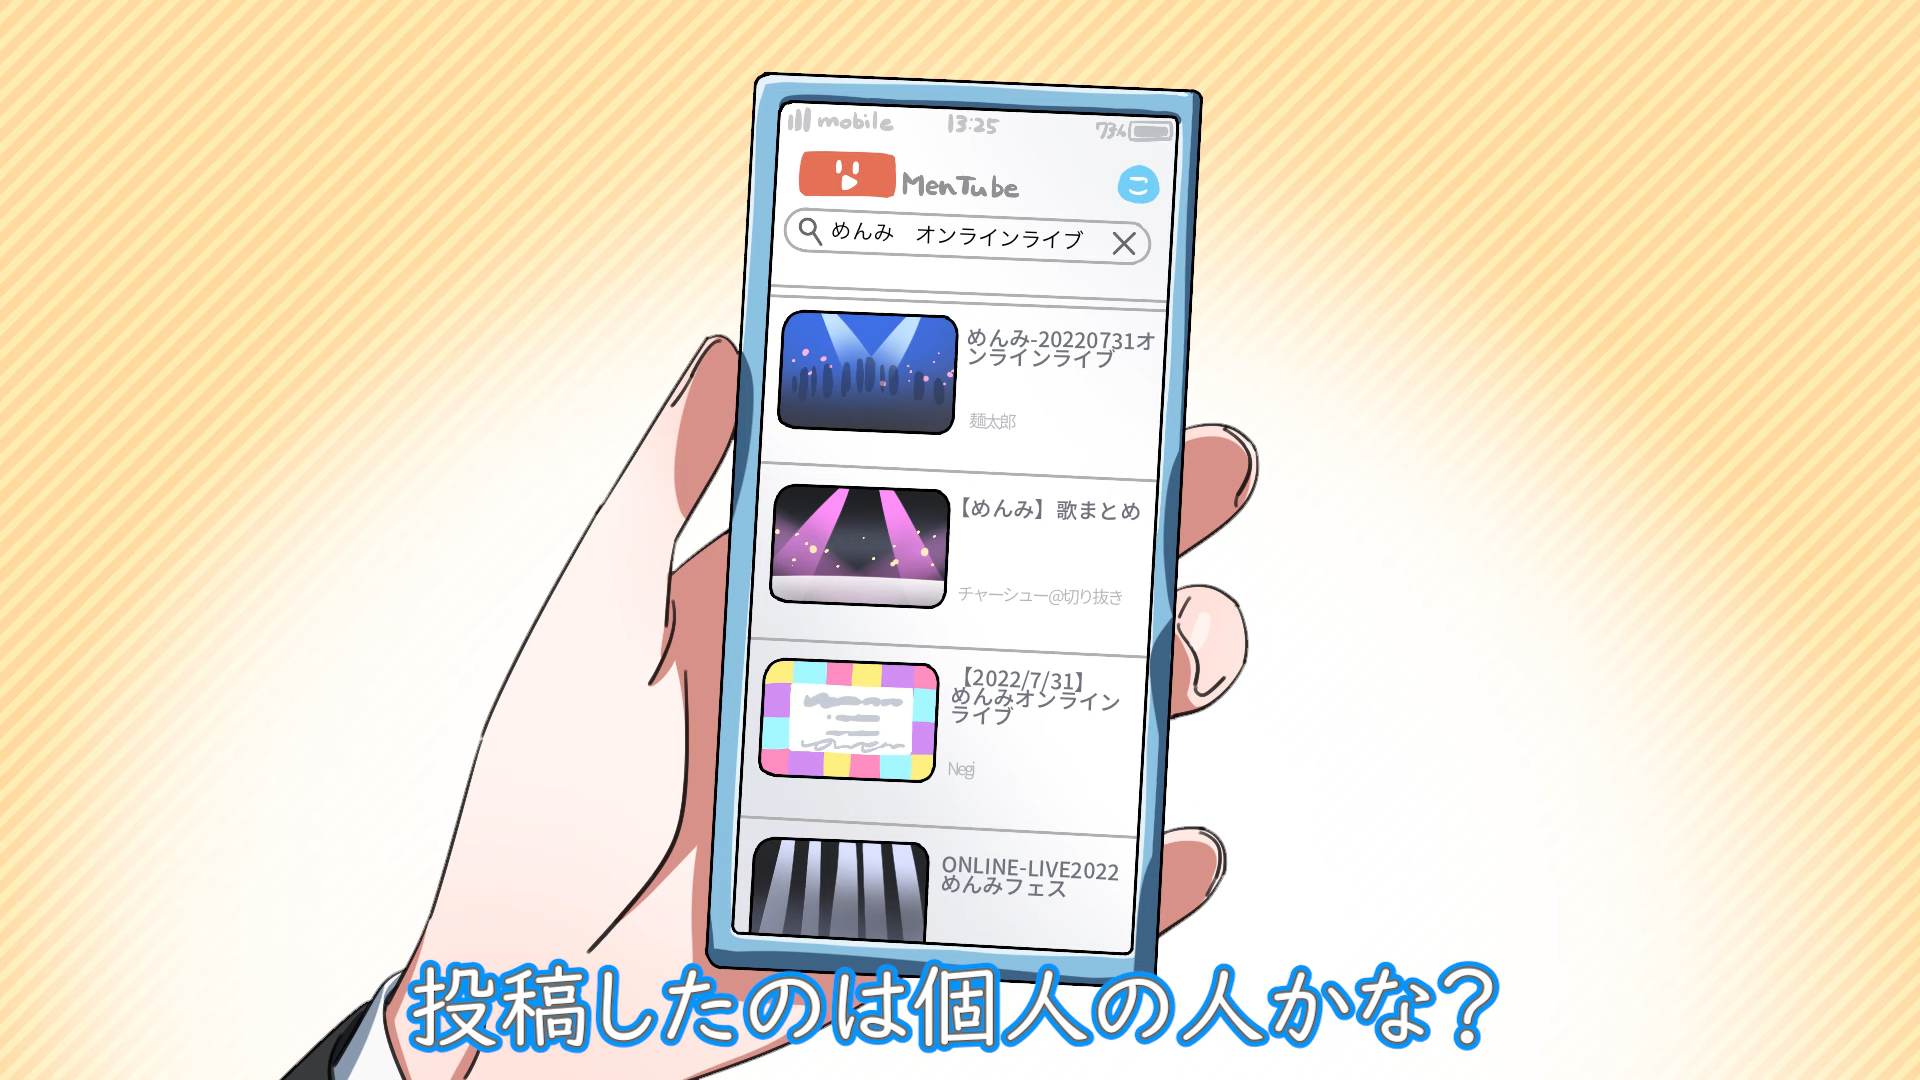 mobile 13:25 73%
MenTube こ
めんみ　オンラインライブ
めんみ-20220731オ
ンラインライブ
麺太郎
【めんみ】歌まとめ
チャーシュー@切り抜き
【2022/7/31】
めんみオンライン
ライブ
Negi
ONLINE-LIVE2022
めんみフェス
投稿したのは個人の人かな？